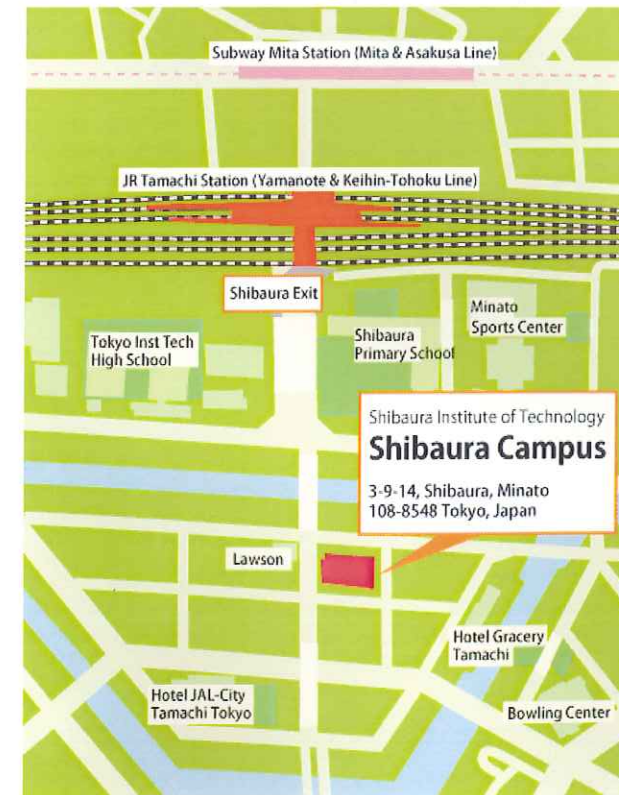 Subway Mita Station (Mita & Asakusa Line)
JR Tamachi Station (Yamanote & Keihin-Tohoku Line)
Shibaura Exit
Tokyo Inst Tech
High School
Shibaura
Primary School
Minato
Sports Center
Shibaura Institute of Technology
Shibaura Campus
3-9-14, Shibaura, Minato
108-8548 Tokyo, Japan
Lawson
Hotel Gracery
Tamachi
Hotel JAL-City
Tamachi Tokyo
Bowling Center